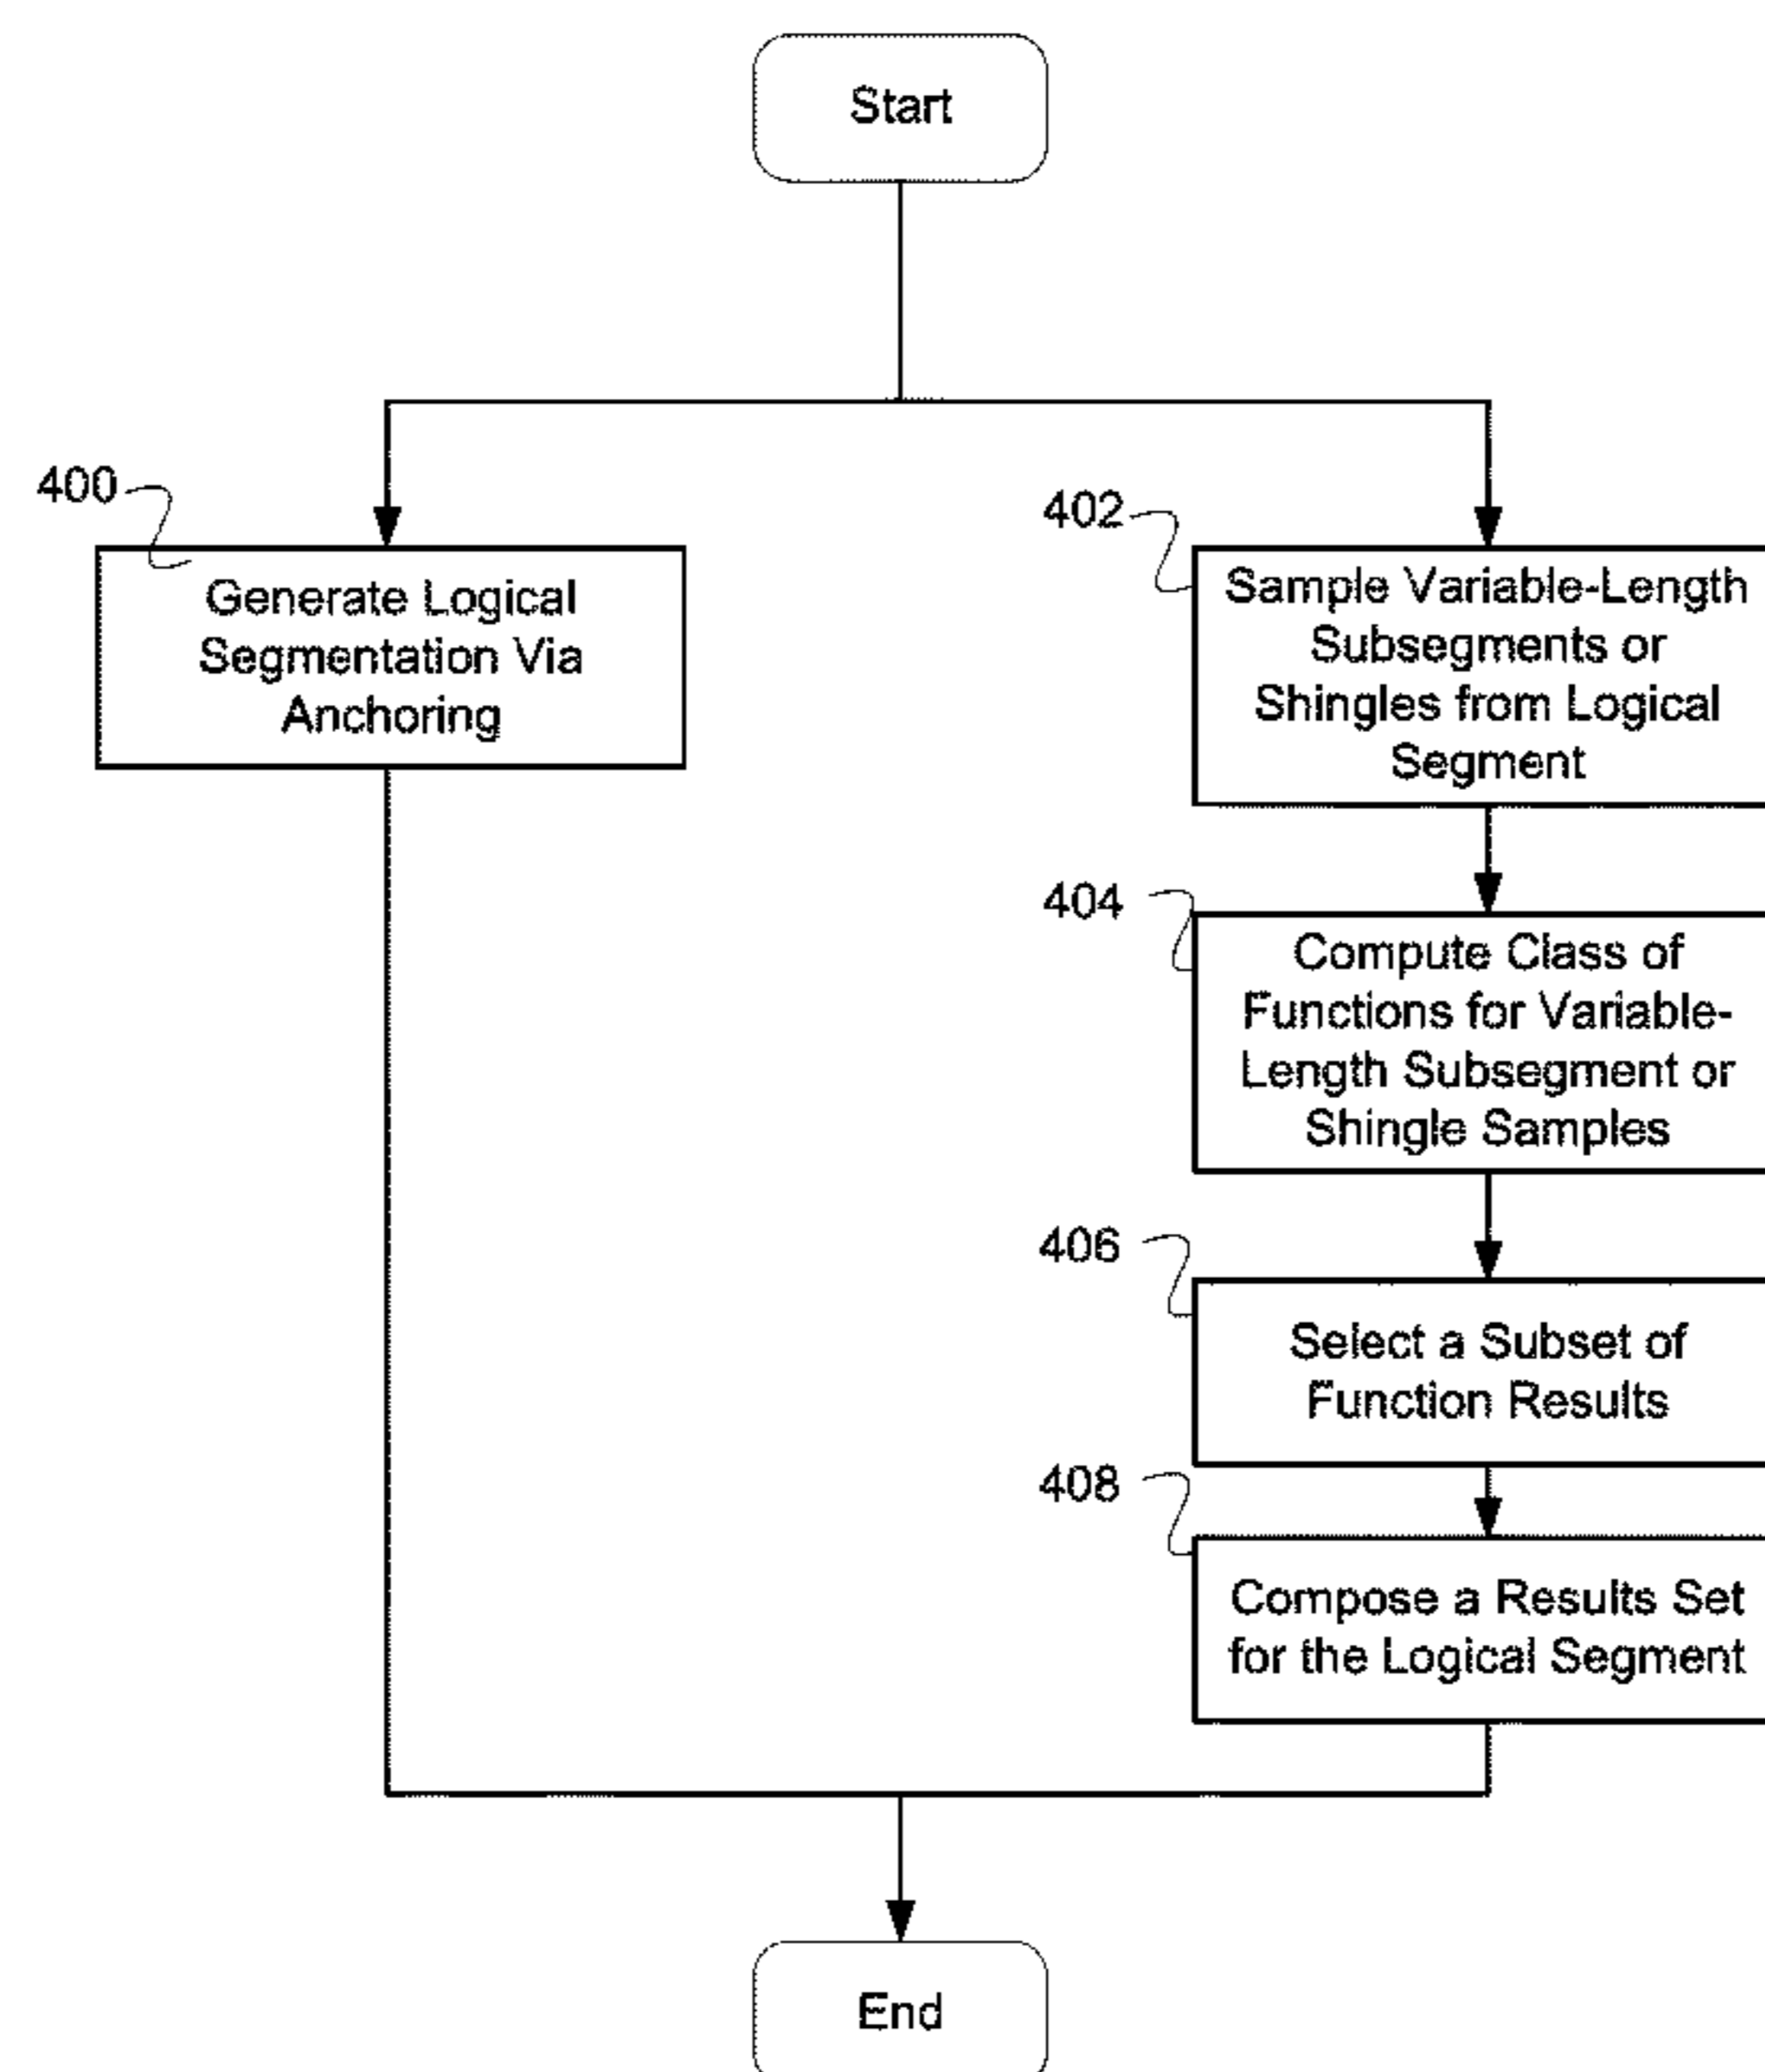 Start
400
Generate Logical
Segmentation Via
Anchoring
402
Sample Variable-Length
Subsegments or
Shingles from Logical
Segment
404
Compute Class of
Functions for Variable-
Length Subsegment or
Shingle Samples
406
Select a Subset of
Function Results
408
Compose a Results Set
for the Logical Segment
End